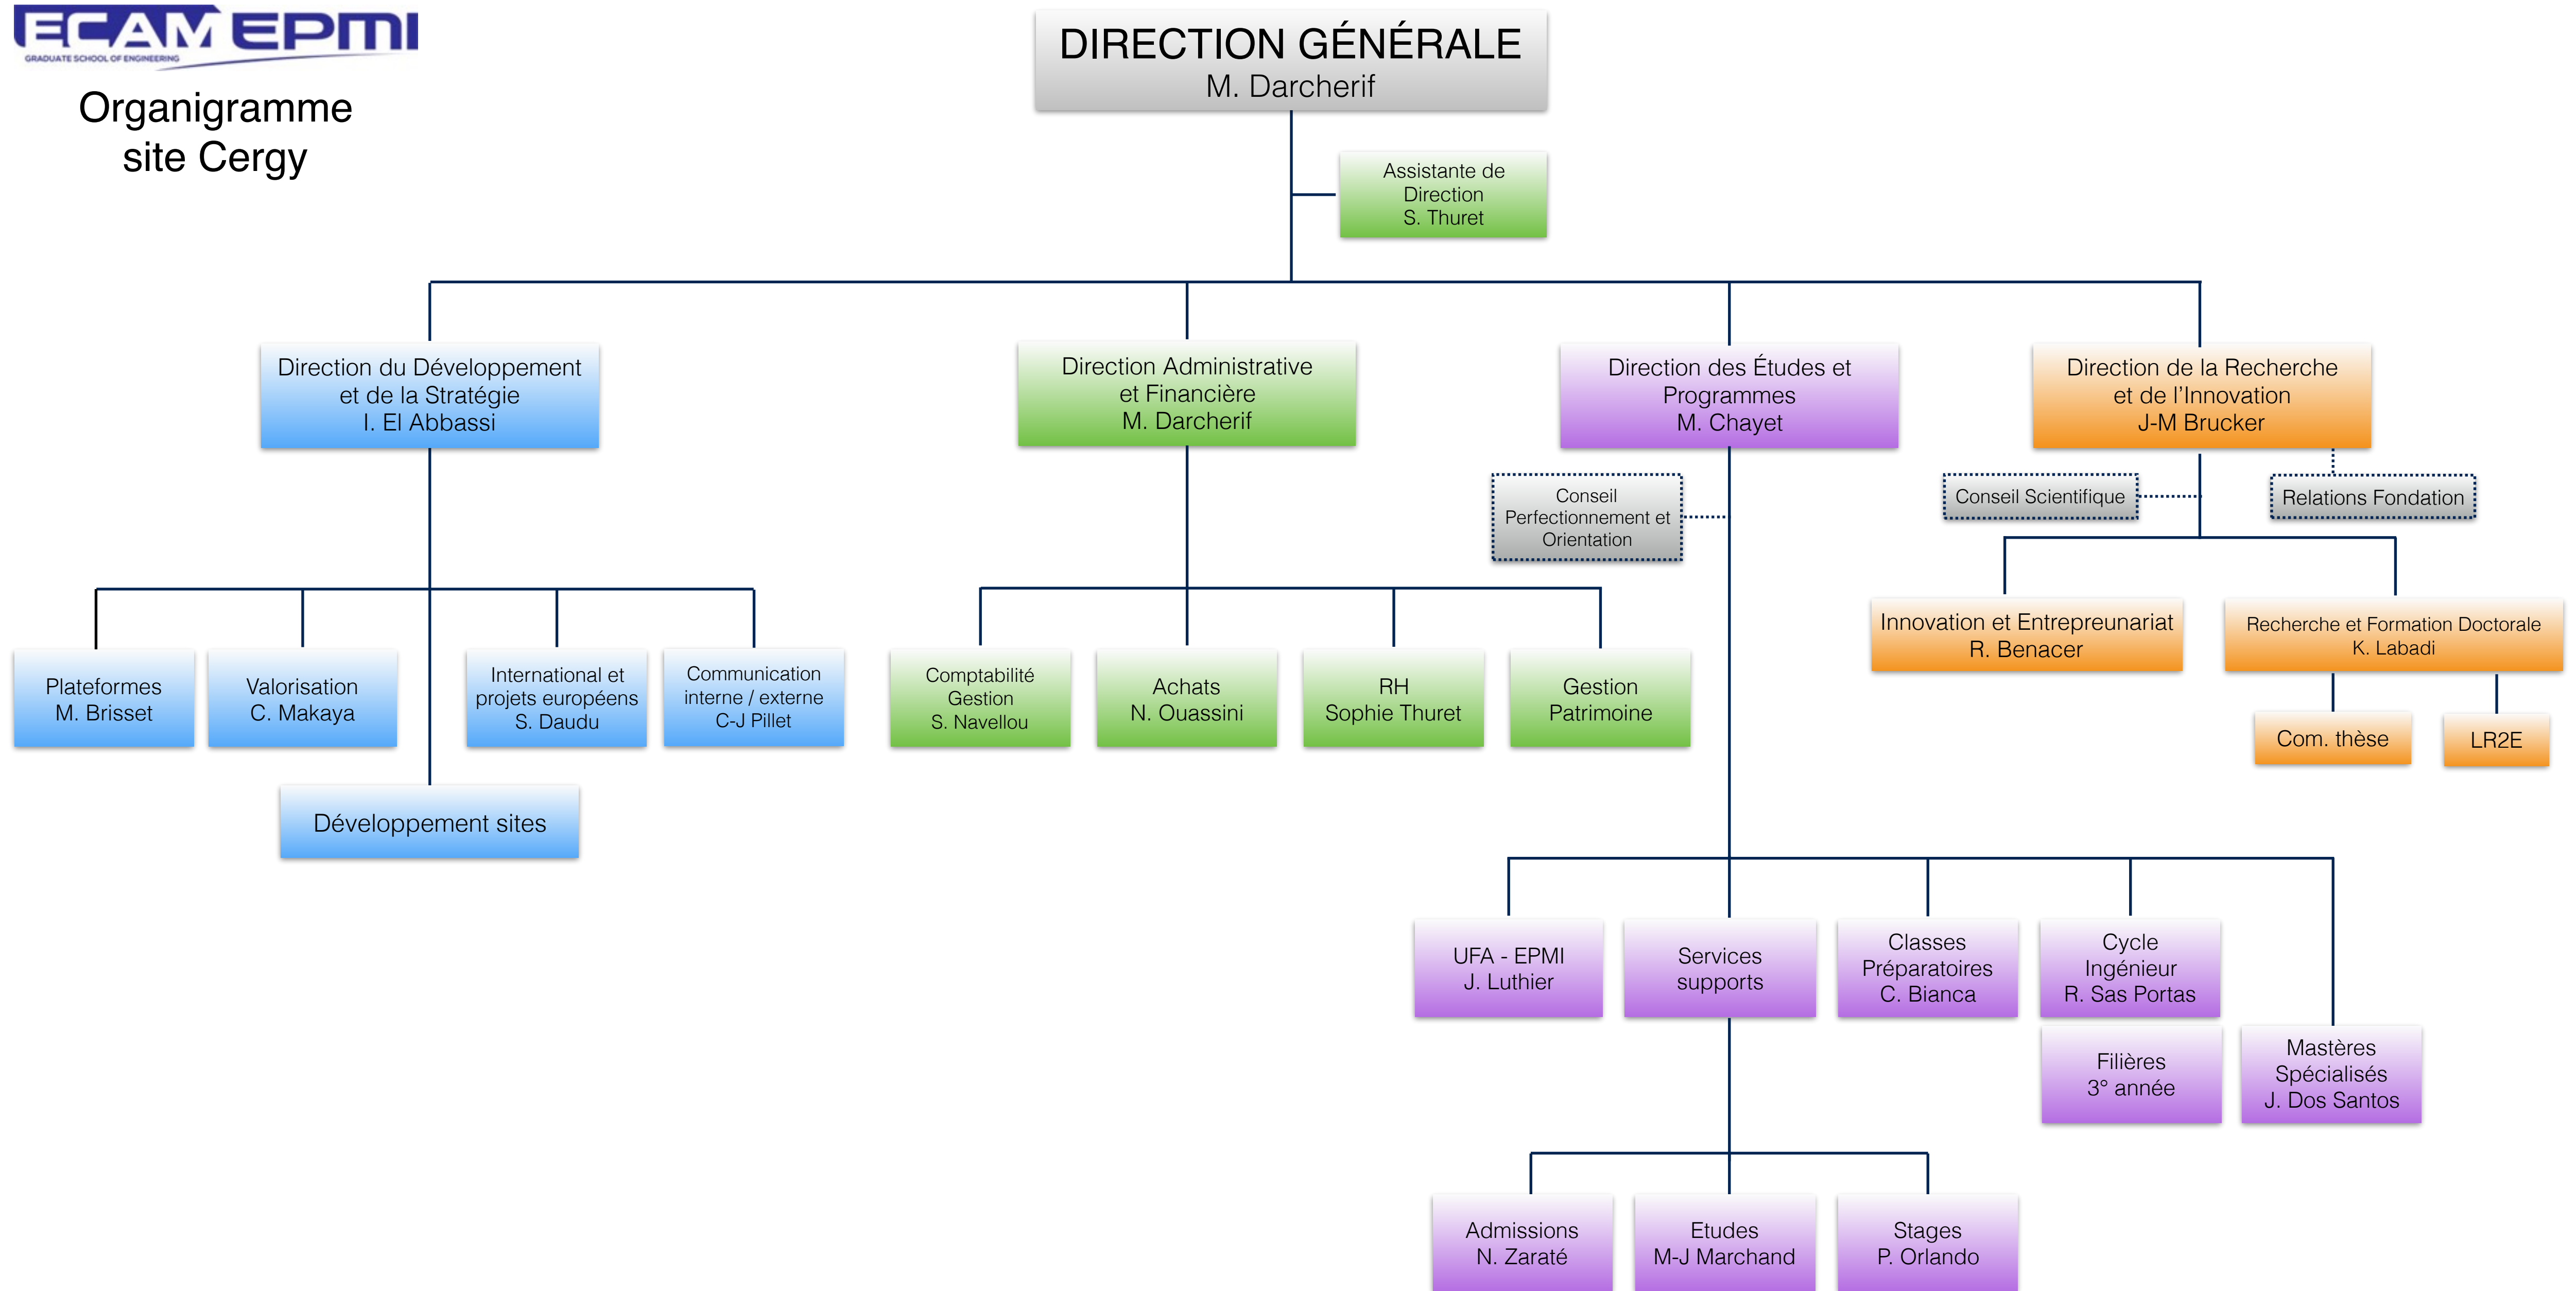 ECAM EPMI
GRADUATE SCHOOL OF ENGINEERING
Organigramme
site Cergy
DIRECTION GÉNÉRALE
M. Darcherif
Assistante de
Direction
S. Thuret
Direction du Développement
et de la Stratégie
I. El Abbassi
Direction Administrative
et Financière
M. Darcherif
Direction des Études et
Programmes
M. Chayet
Direction de la Recherche
et de l’Innovation
J-M Brucker
Conseil
Perfectionnement et
Orientation
Conseil Scientifique
Relations Fondation
Innovation et Entrepreunariat
R. Benacer
Recherche et Formation Doctorale
K. Labadi
Plateformes
M. Brisset
Valorisation
C. Makaya
International et
projets européens
S. Daudu
Communication
interne / externe
C-J Pillet
Comptabilité
Gestion
S. Navellou
Achats
N. Ouassini
RH
Sophie Thuret
Gestion
Patrimoine
Com. thèse
LR2E
Développement sites
UFA - EPMI
J. Luthier
Services
supports
Classes
Préparatoires
C. Bianca
Cycle
Ingénieur
R. Sas Portas
Filières
3° année
Mastères
Spécialisés
J. Dos Santos
Admissions
N. Zaraté
Etudes
M-J Marchand
Stages
P. Orlando